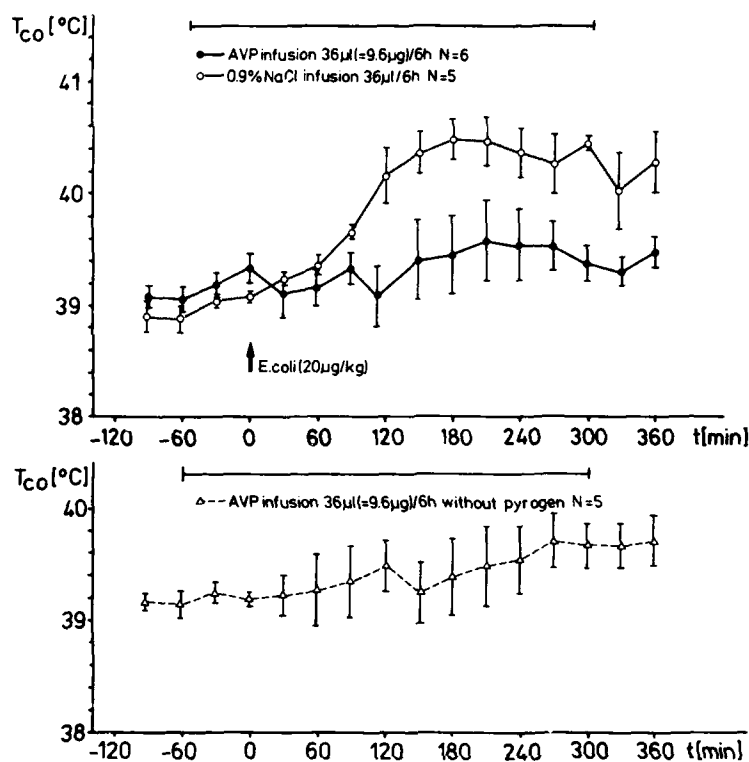 T_CO [°C]
AVP infusion 36µl(=9.6µg)/6h N=6
0.9% NaCl infusion 36µl/6h N=5
41
40
39
38
E.coli (20µg/kg)
-120 -60 0 60 120 180 240 300 360 t[min]
T_CO [°C]
AVP infusion 36µl(=9.6µg)/6h without pyrogen N=5
40
39
38
-120 -60 0 60 120 180 240 300 360 t[min]